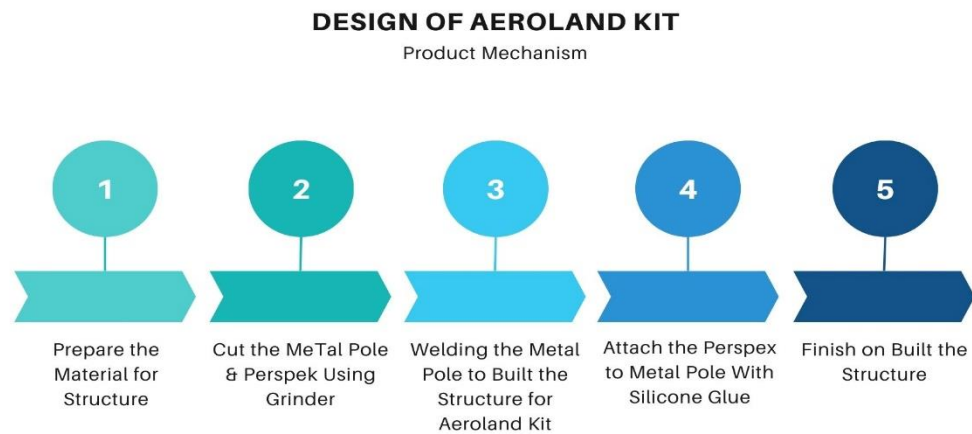 DESIGN OF AEROLAND KIT
Product Mechanism
1
2
3
4
5
Prepare the
Material for
Structure
Cut the MeTal Pole
& Perspek Using
Grinder
Welding the Metal
Pole to Built the
Structure for
Aeroland Kit
Attach the Perspex
to Metal Pole With
Silicone Glue
Finish on Built the
Structure